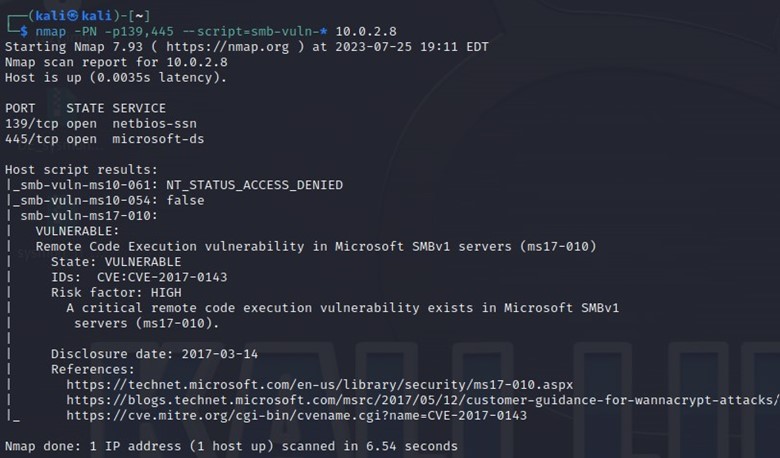 ┌──(kali㉿kali)-[~]
└─$ nmap -PN -p139,445 --script=smb-vuln-* 10.0.2.8
Starting Nmap 7.93 ( https://nmap.org ) at 2023-07-25 19:11 EDT
Nmap scan report for 10.0.2.8
Host is up (0.0035s latency).

PORT    STATE SERVICE
139/tcp open  netbios-ssn
445/tcp open  microsoft-ds

Host script results:
|_smb-vuln-ms10-061: NT_STATUS_ACCESS_DENIED
|_smb-vuln-ms10-054: false
| smb-vuln-ms17-010:
|   VULNERABLE:
|   Remote Code Execution vulnerability in Microsoft SMBv1 servers (ms17-010)
|     State: VULNERABLE
|     IDs:  CVE:CVE-2017-0143
|     Risk factor: HIGH
|       A critical remote code execution vulnerability exists in Microsoft SMBv1
|        servers (ms17-010).
|
|     Disclosure date: 2017-03-14
|     References:
|       https://technet.microsoft.com/en-us/library/security/ms17-010.aspx
|       https://blogs.technet.microsoft.com/msrc/2017/05/12/customer-guidance-for-wannacrypt-attacks/
|_      https://cve.mitre.org/cgi-bin/cvename.cgi?name=CVE-2017-0143

Nmap done: 1 IP address (1 host up) scanned in 6.54 seconds